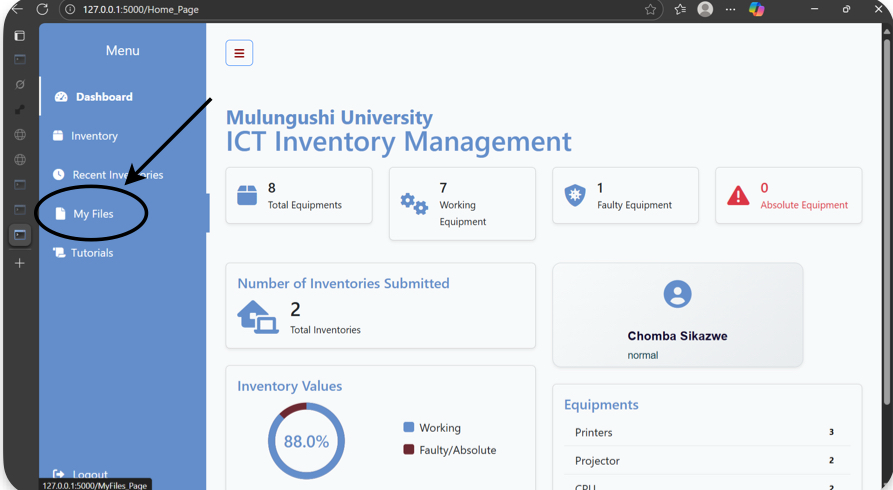 127.0.0.1:5000/Home_Page
Menu
Dashboard
Inventory
Recent Inventories
My Files
Tutorials
Logout
127.0.0.1:5000/MyFiles_Page
Mulungushi University
ICT Inventory Management
8
Total Equipments
7
Working
Equipment
1
Faulty Equipment
0
Absolute Equipment
Number of Inventories Submitted
2
Total Inventories
Chomba Sikazwe
normal
Inventory Values
88.0%
Working
Faulty/Absolute
Equipments
Printers 3
Projector 2
CPU 2